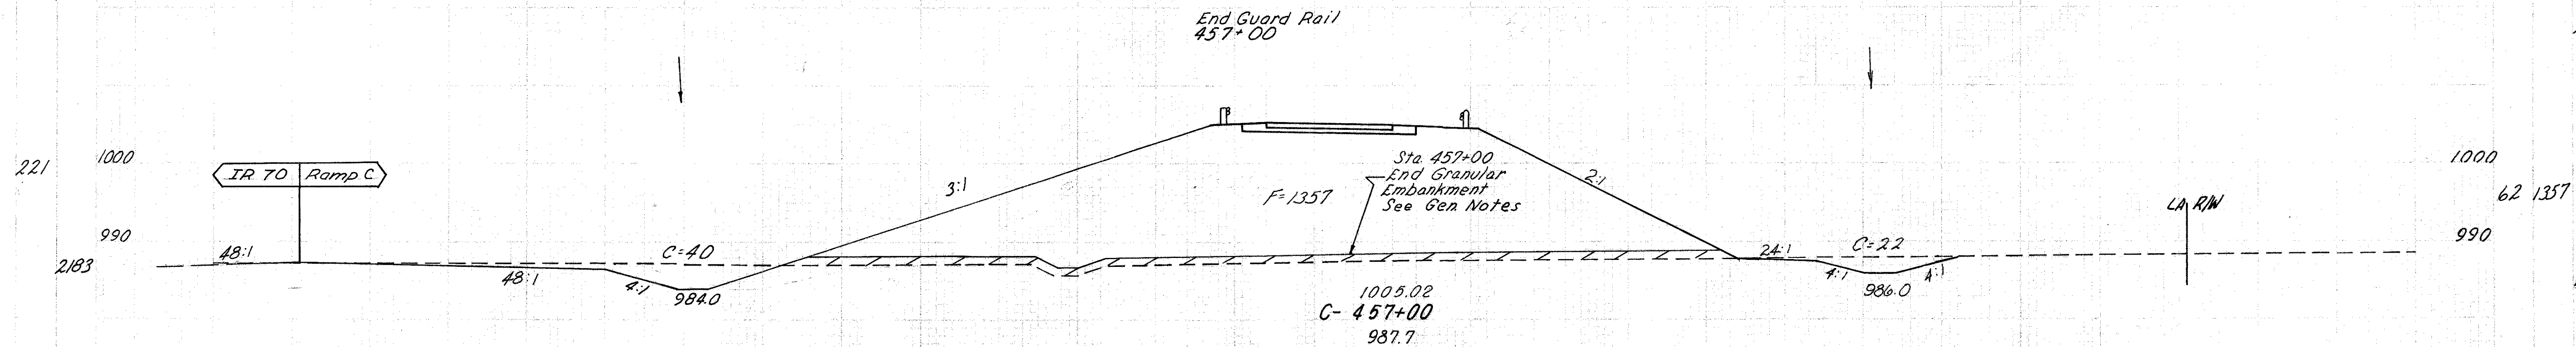 End Guard Rail
457+00
221
1000
IR 70 Ramp C
3:1
F=1357
Sta. 457+00
End Granular
Embankment
See Gen Notes
2:1
1000
LA R/W
62 1357
990
48:1
C=40
24:1
C=22
990
2183
48:1
4:1
984.0
4:1
986.0
4:1
1005.02
C- 457+00
987.7